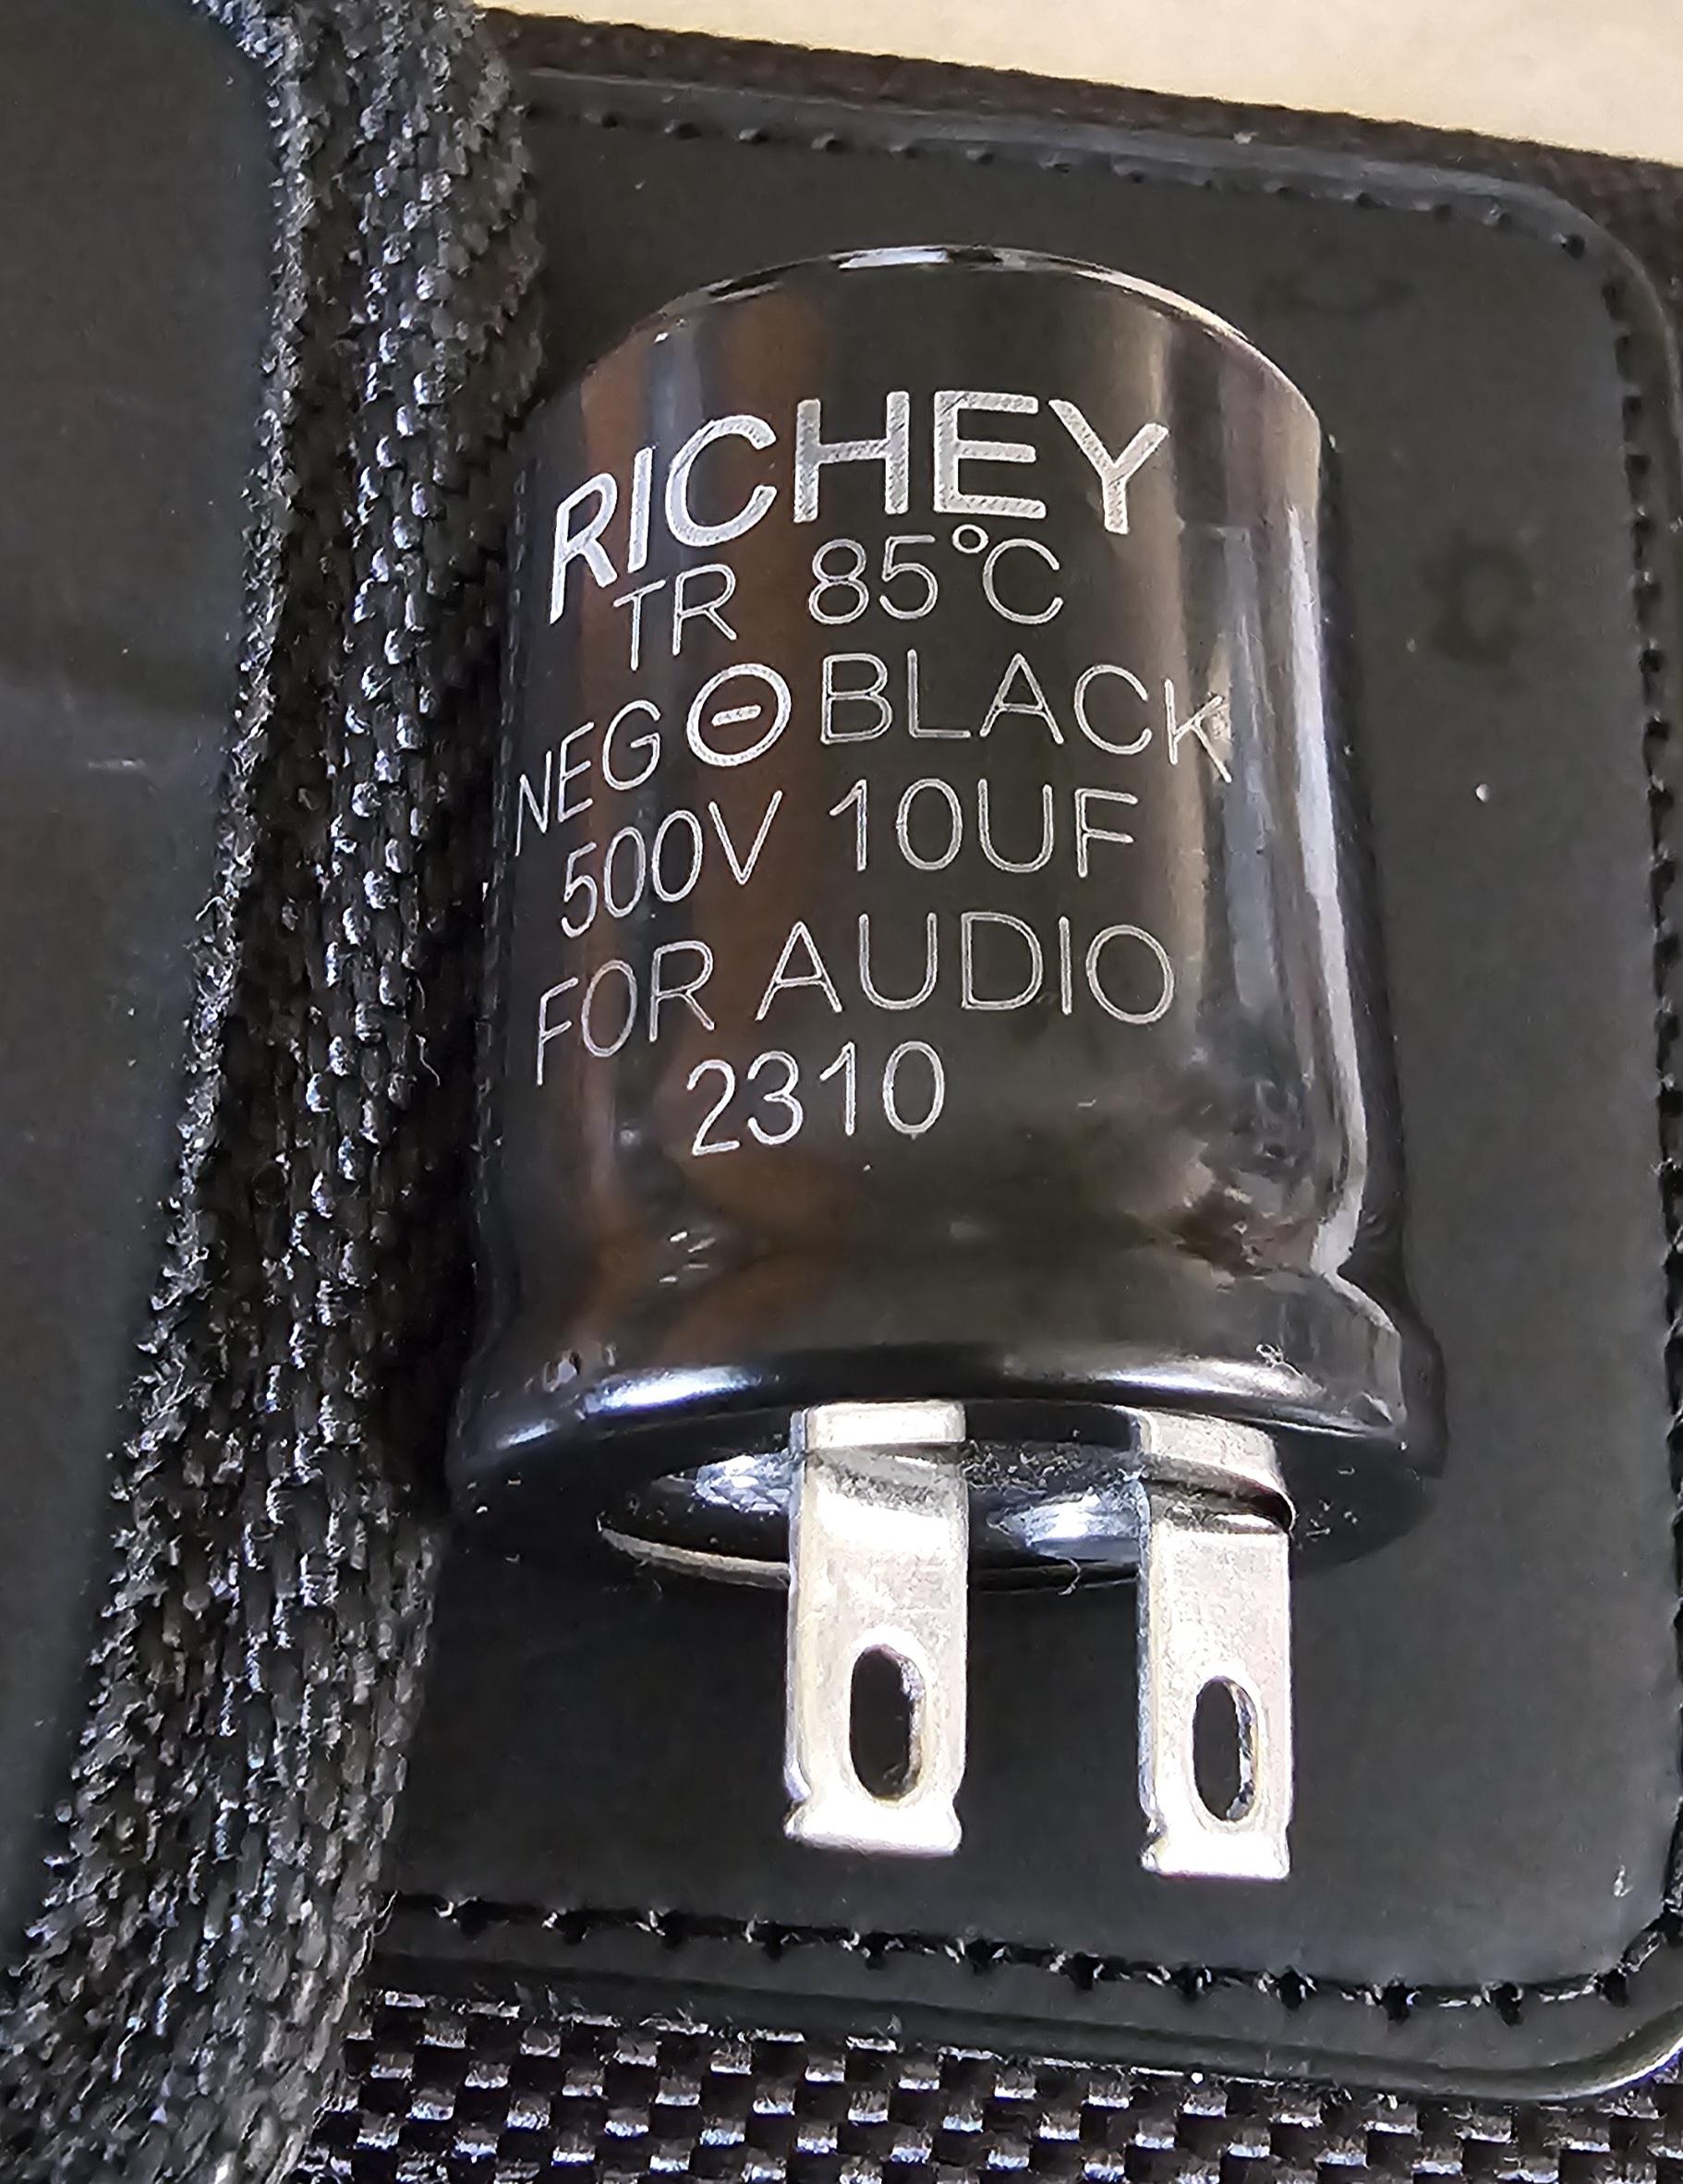 RICHEY
TR 85°C
NEG ⊖ BLACK
500V 10UF
FOR AUDIO
2310